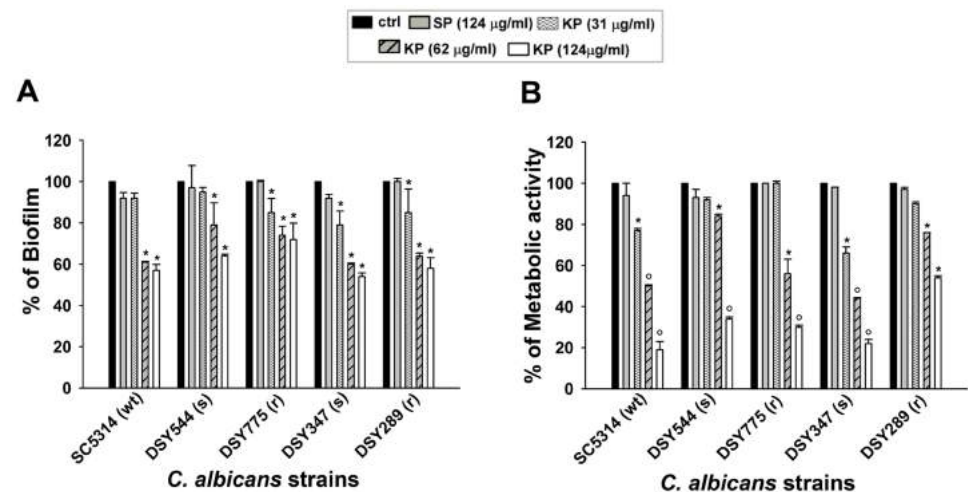 ctrl SP (124 µg/ml) KP (31 µg/ml)
KP (62 µg/ml) KP (124µg/ml)
A
% of Biofilm
120
100
80
60
40
20
0
* * * * * * * * * * * *
SC5314 (wt) DSY544 (s) DSY775 (r) DSY347 (s) DSY289 (r)
C. albicans strains
B
% of Metabolic activity
120
100
80
60
40
20
0
* ° ° * ° * ° * ° ° * *
SC5314 (wt) DSY544 (s) DSY775 (r) DSY347 (s) DSY289 (r)
C. albicans strains